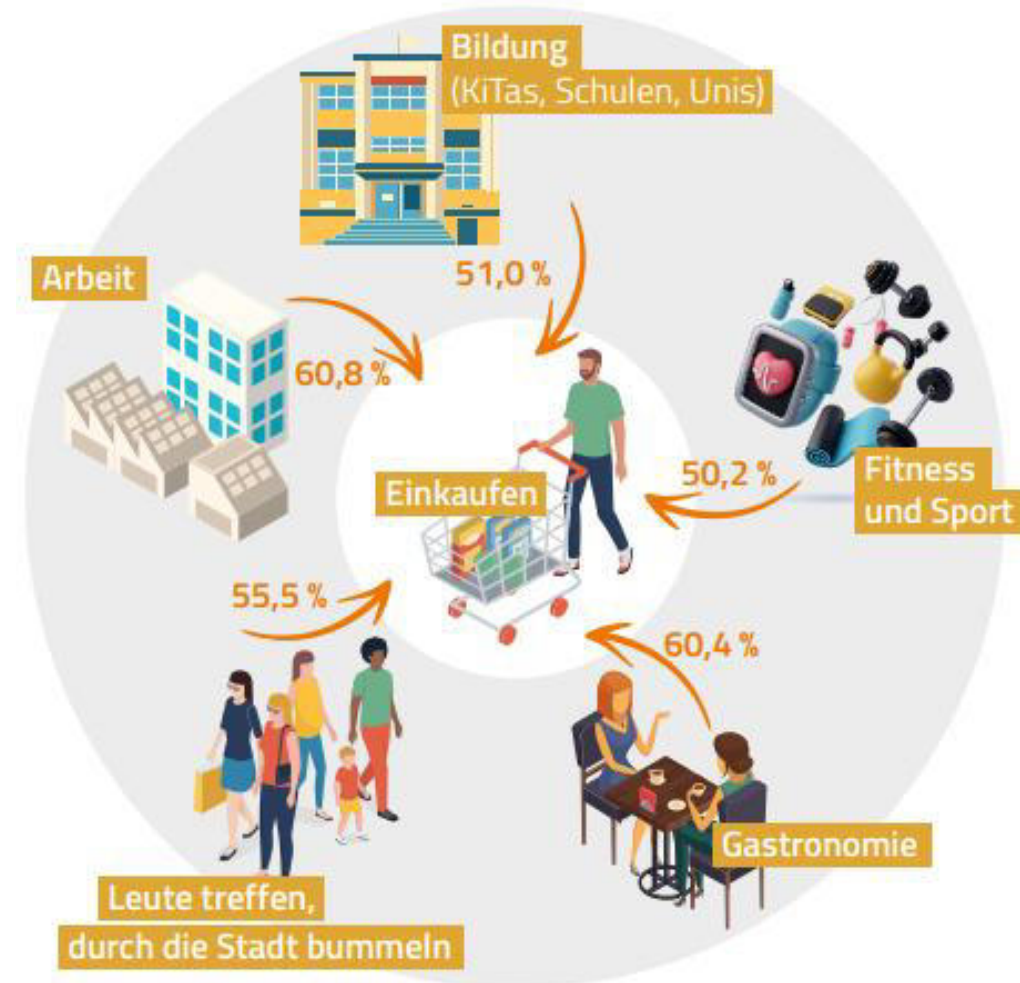 Bildung
(KiTas, Schulen, Unis)
Arbeit
51,0 %
60,8 %
Einkaufen
50,2 %
Fitness
und Sport
55,5 %
60,4 %
Gastronomie
Leute treffen,
durch die Stadt bummeln